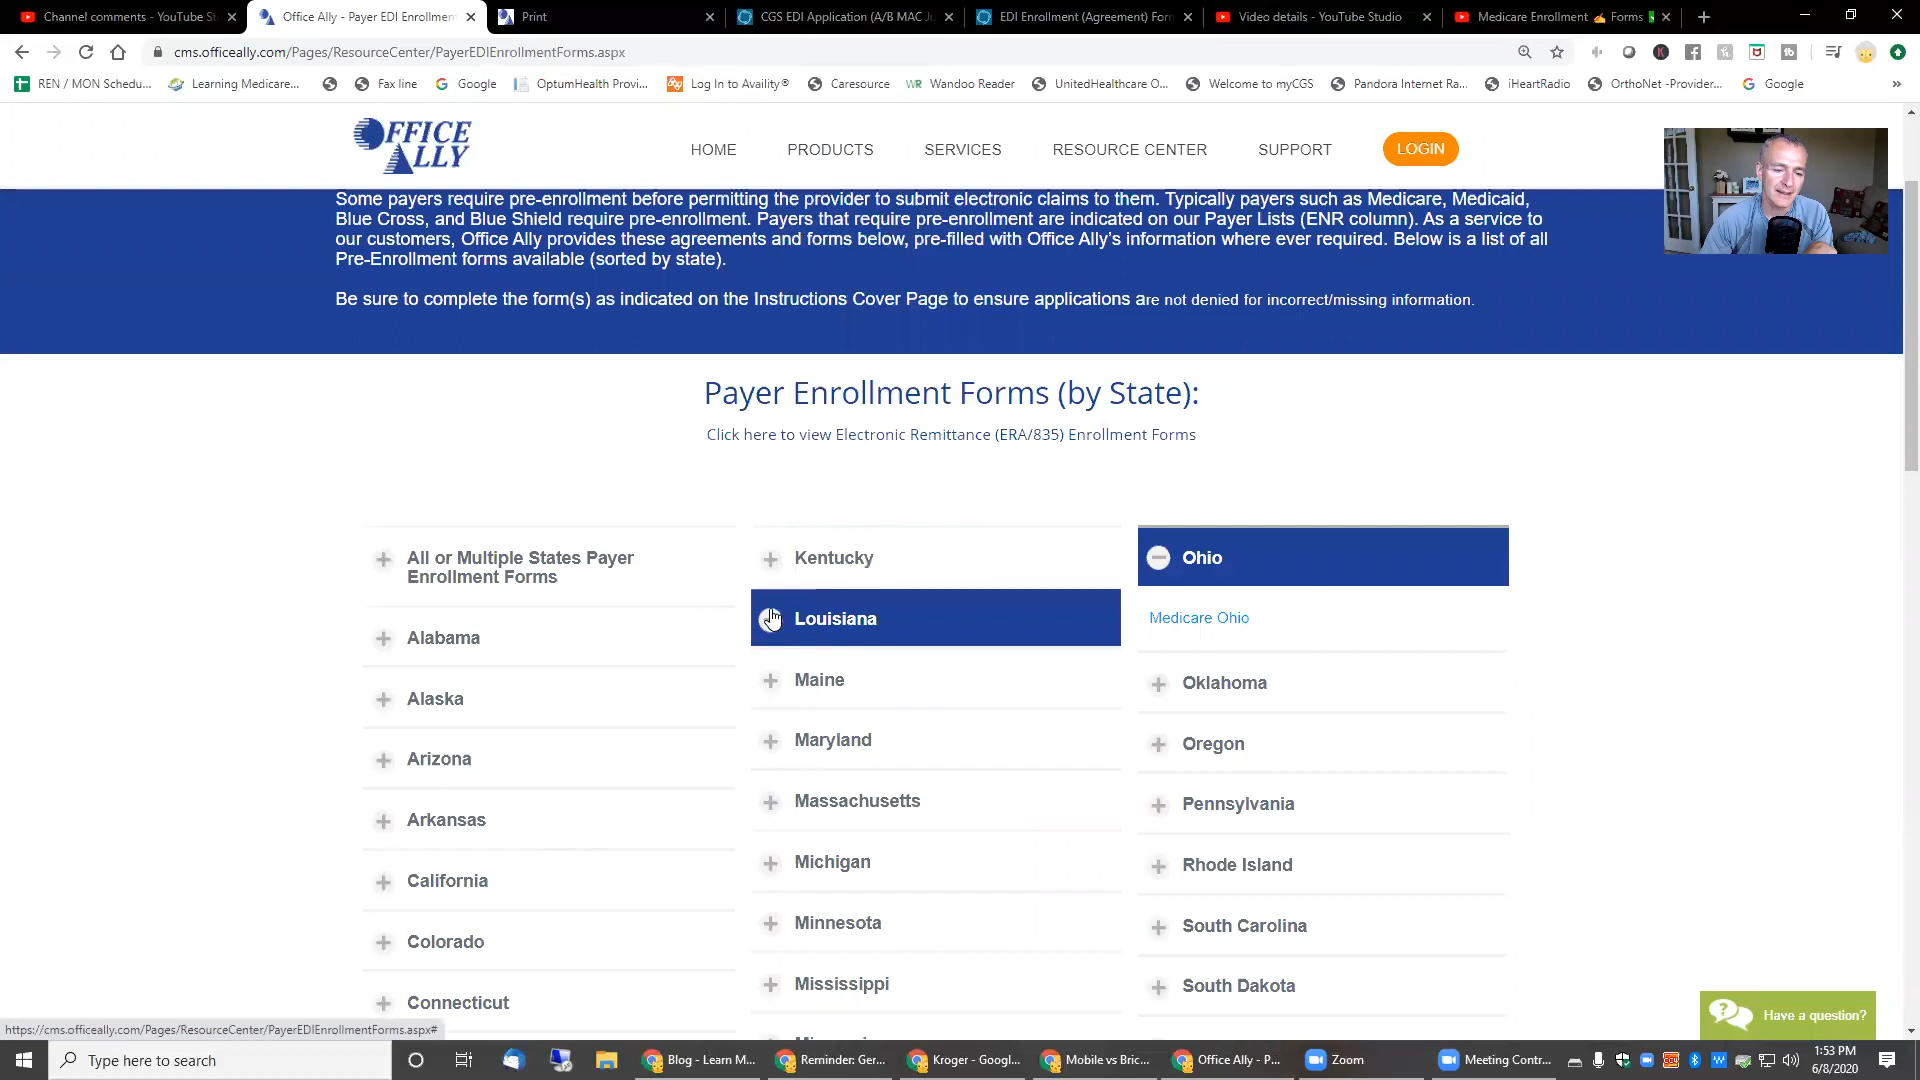 Channel comments - YouTube St
Office Ally - Payer EDI Enrollment
Print
CGS EDI Application (A/B MAC J
EDI Enrollment (Agreement) For
Video details - YouTube Studio
Medicare Enrollment ✍ Forms
cms.officeally.com/Pages/ResourceCenter/PayerEDIEnrollmentForms.aspx
REN / MON Schedu...
Learning Medicare...
Fax line
Google
OptumHealth Provi...
Log In to Availity®
Caresource
WR Wandoo Reader
UnitedHealthcare O...
Welcome to myCGS
Pandora Internet Ra...
iHeartRadio
OrthoNet -Provider...
Google
»
OFFICE ALLY
HOME
PRODUCTS
SERVICES
RESOURCE CENTER
SUPPORT
LOGIN
Some payers require pre-enrollment before permitting the provider to submit electronic claims to them. Typically payers such as Medicare, Medicaid,
Blue Cross, and Blue Shield require pre-enrollment. Payers that require pre-enrollment are indicated on our Payer Lists (ENR column). As a service to
our customers, Office Ally provides these agreements and forms below, pre-filled with Office Ally's information where ever required. Below is a list of all
Pre-Enrollment forms available (sorted by state).
Be sure to complete the form(s) as indicated on the Instructions Cover Page to ensure applications are not denied for incorrect/missing information.
Payer Enrollment Forms (by State):
Click here to view Electronic Remittance (ERA/835) Enrollment Forms
All or Multiple States Payer
Enrollment Forms
Alabama
Alaska
Arizona
Arkansas
California
Colorado
Connecticut
Kentucky
Louisiana
Maine
Maryland
Massachusetts
Michigan
Minnesota
Mississippi
Ohio
Medicare Ohio
Oklahoma
Oregon
Pennsylvania
Rhode Island
South Carolina
South Dakota
Have a question?
https://cms.officeally.com/Pages/ResourceCenter/PayerEDIEnrollmentForms.aspx#
Type here to search
Blog - Learn M...
Reminder: Ger...
Kroger - Googl...
Mobile vs Bric...
Office Ally - P...
Zoom
Meeting Contr...
1:53 PM
6/8/2020